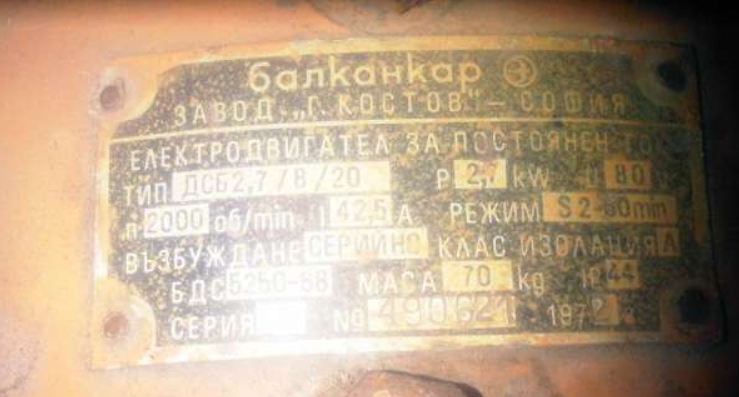 балканкар
ЗАВОД "Г. КОСТОВ" - СОФИЯ
ЕЛЕКТРОДВИГАТЕЛ ЗА ПОСТОЯНЕН ТОК
ТИП ДСБ2,7/8/20 P 2,7 kW U 80
n 2000 об/min I 42,5 A РЕЖИМ S2-60min
ВЪЗБУЖДАНЕ СЕРИЙНО КЛАС ИЗОЛАЦИЯ А
БДС 5250-68 МАСА 70 kg IP 44
СЕРИЯ № 490621 1972